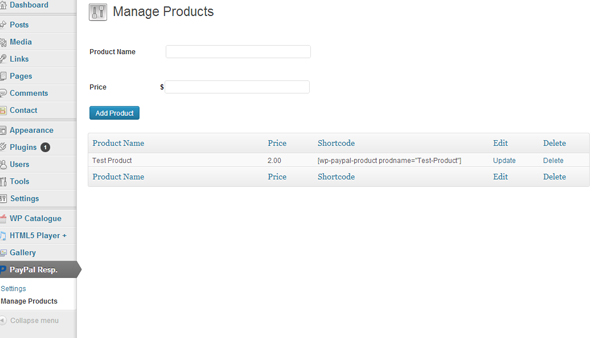 Dashboard
Posts
Media
Links
Pages
Comments
Contact
Appearance
Plugins 1
Users
Tools
Settings
WP Catalogue
HTML5 Player +
Gallery
PayPal Resp.
Settings
Manage Products
Collapse menu
Manage Products
Product Name
Price $
Add Product
Product Name Price Shortcode Edit Delete
Test Product 2.00 [wp-paypal-product prodname="Test-Product"] Update Delete
Product Name Price Shortcode Edit Delete